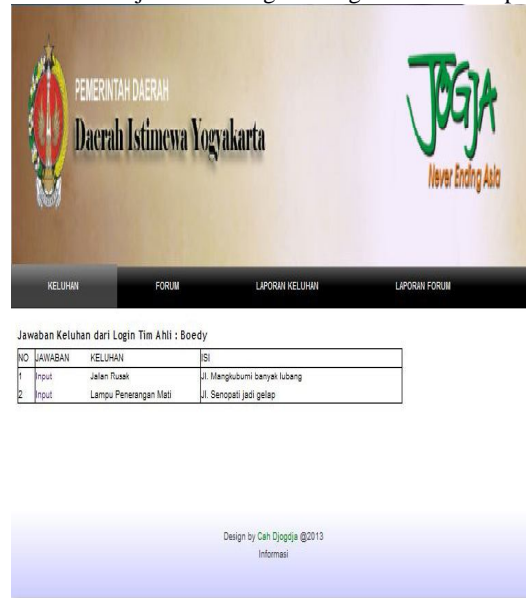 PEMERINTAH DAERAH
Daerah Istimewa Yogyakarta
JOGJA
Never Ending Asia
KELUHAN FORUM LAPORAN KELUHAN LAPORAN FORUM
Jawaban Keluhan dari Login Tim Ahli : Boedy
NO JAWABAN KELUHAN ISI
1 Input Jalan Rusak Jl. Mangkubumi banyak lubang
2 Input Lampu Penerangan Mati Jl. Senopati jadi gelap
Design by Cah Djogdja @2013
Informasi